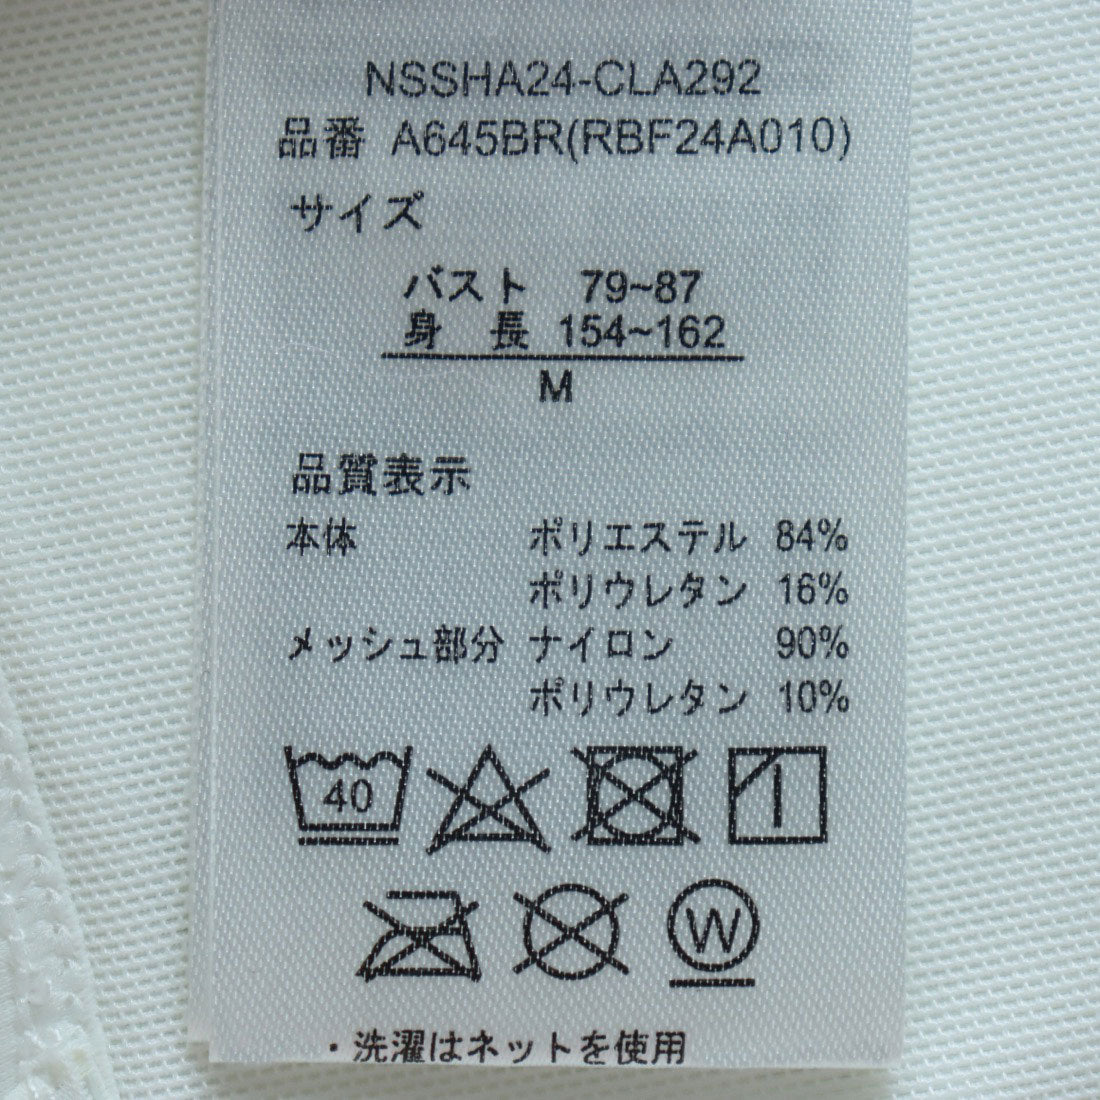 NSSHA24-CLA292
品番 A645BR(RBF24A010)
サイズ
バスト 79~87
身 長 154~162
M
品質表示
本体 ポリエステル 84%
ポリウレタン 16%
メッシュ部分 ナイロン 90%
ポリウレタン 10%
40
W
・洗濯はネットを使用